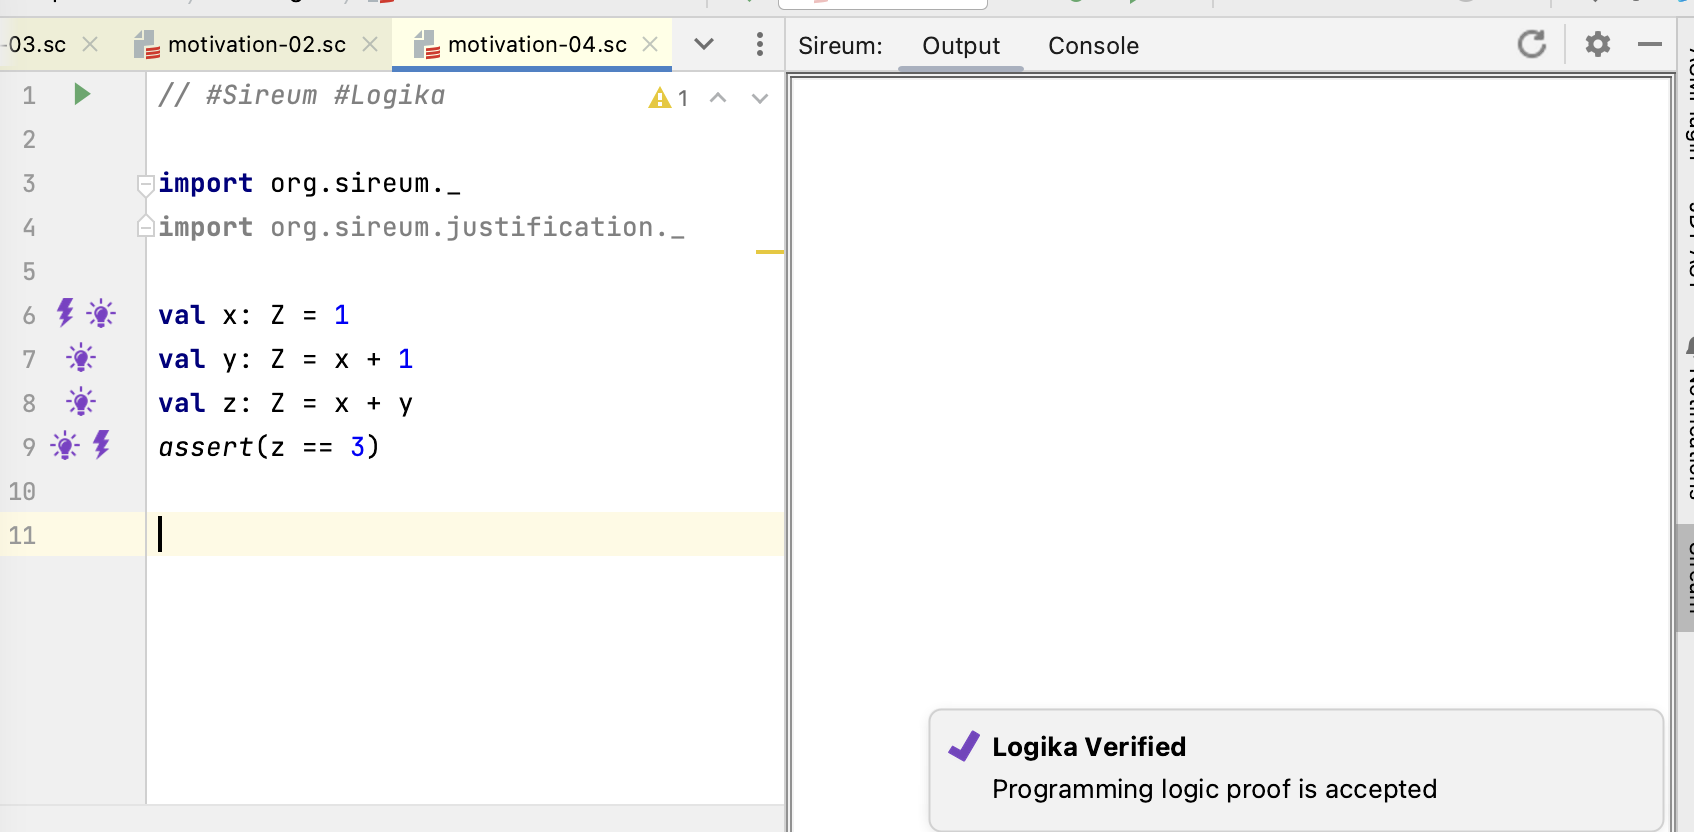 -03.sc motivation-02.sc motivation-04.sc Sireum: Output Console
1 // #Sireum #Logika 1
2
3 import org.sireum._
4 import org.sireum.justification._
5
6 val x: Z = 1
7 val y: Z = x + 1
8 val z: Z = x + y
9 assert(z == 3)
10
11
Notifications
Sireum
Logika Verified
Programming logic proof is accepted